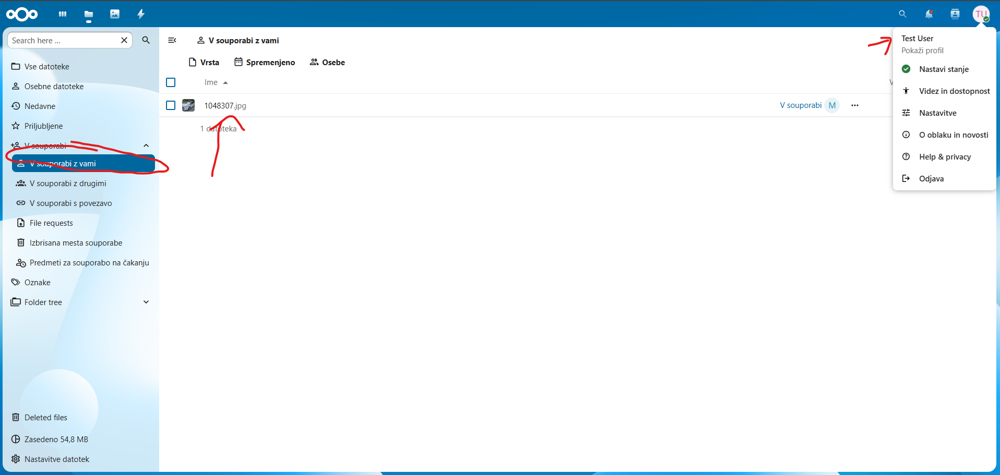 TU
Search here ...
V souporabi z vami
Test User
Pokaži profil
Vrsta
Spremenjeno
Osebe
Vse datoteke
Nastavi stanje
Ime
V
Osebne datoteke
Videz in dostopnost
Nedavne
1048307.jpg
V souporabi
M
Nastavitve
Priljubljene
1 datoteka
O oblaku in novosti
V souporabi
Help & privacy
V souporabi z vami
Odjava
V souporabi z drugimi
V souporabi s povezavo
File requests
Izbrisana mesta souporabe
Predmeti za souporabo na čakanju
Oznake
Folder tree
Deleted files
Zasedeno 54,8 MB
Nastavitve datotek